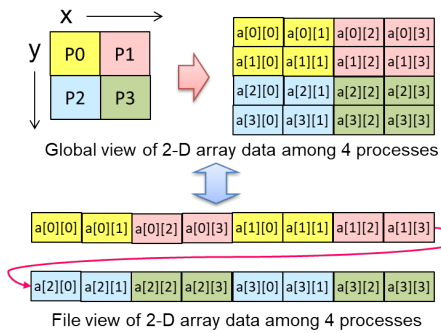 x
y
P0 P1
P2 P3
a[0][0] a[0][1] a[0][2] a[0][3]
a[1][0] a[1][1] a[1][2] a[1][3]
a[2][0] a[2][1] a[2][2] a[2][3]
a[3][0] a[3][1] a[3][2] a[3][3]
Global view of 2-D array data among 4 processes
a[0][0] a[0][1] a[0][2] a[0][3] a[1][0] a[1][1] a[1][2] a[1][3]
a[2][0] a[2][1] a[2][2] a[2][3] a[3][0] a[3][1] a[3][2] a[3][3]
File view of 2-D array data among 4 processes